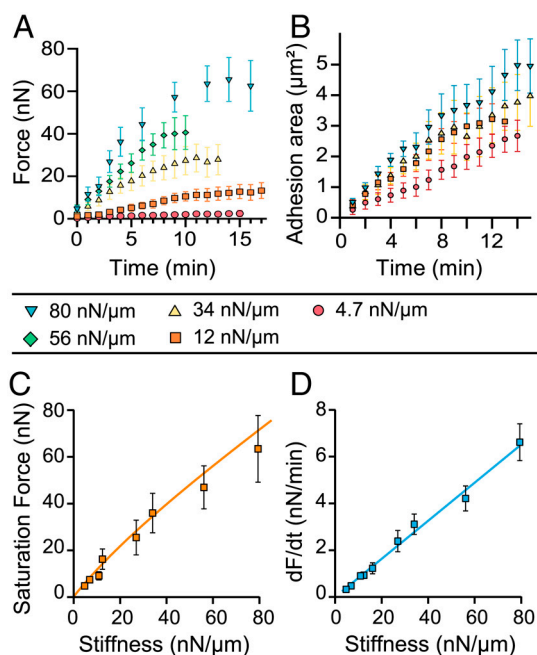 A
Force (nN)
80
60
40
20
0
0
5
10
15
Time (min)
B
Adhesion area (μm²)
5
4
3
2
1
0
0
4
8
12
Time (min)
80 nN/μm
34 nN/μm
4.7 nN/μm
56 nN/μm
12 nN/μm
C
Saturation Force (nN)
80
60
40
20
0
0
20
40
60
80
Stiffness (nN/μm)
D
dF/dt (nN/min)
8
6
4
2
0
0
20
40
60
80
Stiffness (nN/μm)